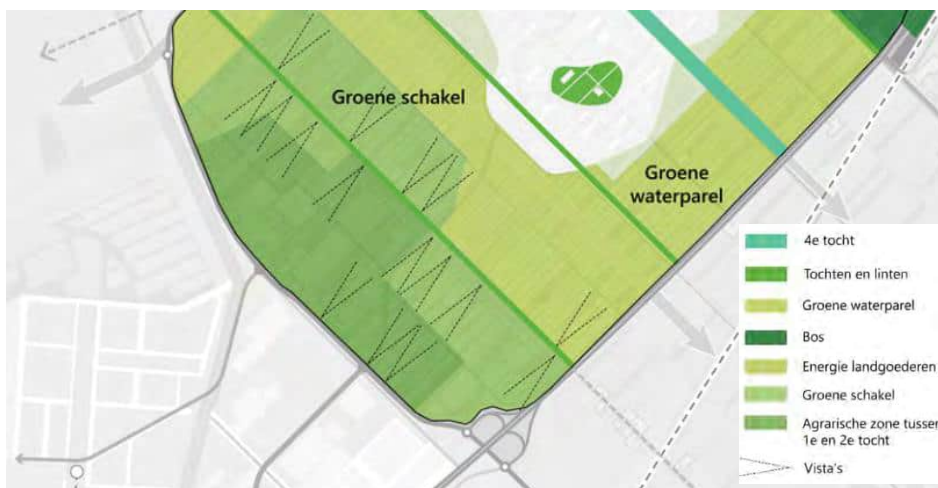 Groene schakel
Groene
waterparel
4e tocht
Tochten en linten
Groene waterparel
Bos
Energie landgoederen
Groene schakel
Agrarische zone tussen
1e en 2e tocht
Vista's